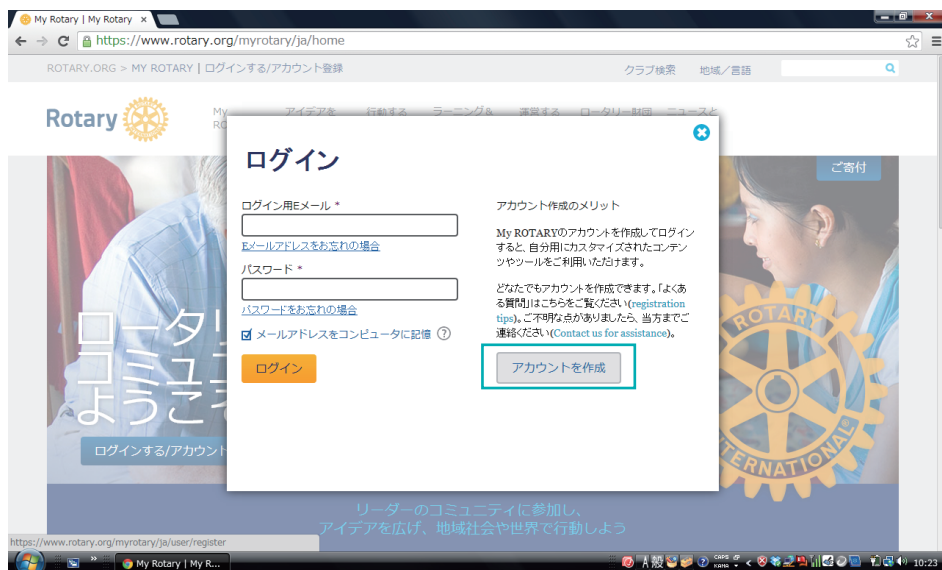 My Rotary | My Rotary
https://www.rotary.org/myrotary/ja/home
ROTARY.ORG > MY ROTARY | ログインする/アカウント登録
クラブ検索 地域/言語
Rotary
My アイデアを 行動する ラーニング& 運営する ロータリー財団 ニュースと
RO
ご寄付
ログイン
ログイン用Eメール *
Eメールアドレスをお忘れの場合
パスワード *
パスワードをお忘れの場合
メールアドレスをコンピュータに記憶 ?
ログイン
アカウント作成のメリット
My ROTARYのアカウントを作成してログイン
すると、自分用にカスタマイズされたコンテン
ツやツールをご利用いただけます。
どなたでもアカウントを作成できます。「よくあ
る質問」はこちらをご覧ください(registration
tips)。ご不明な点がありましたら、当方までご
連絡ください(Contact us for assistance)。
アカウントを作成
ロータリ
コミュニ
ようこそ
ログインする/アカウント
ROTARY
INTERNATIONAL
リーダーのコミュニティに参加し、
アイデアを広げ、地域社会や世界で行動しよう
https://www.rotary.org/myrotary/ja/user/register
My Rotary | My R...
A 般
CAPS
KANA
10:23